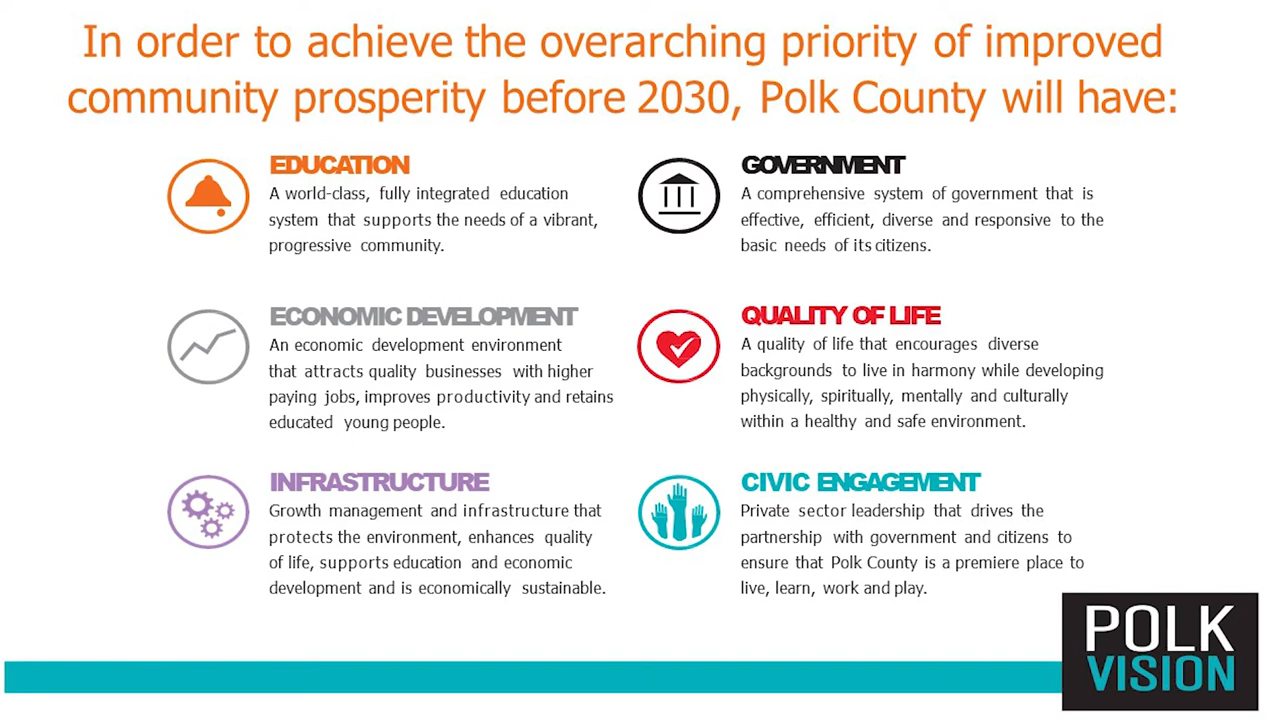 In order to achieve the overarching priority of improved
community prosperity before 2030, Polk County will have:
EDUCATION
A world-class, fully integrated education
system that supports the needs of a vibrant,
progressive community.
GOVERNMENT
A comprehensive system of government that is
effective, efficient, diverse and responsive to the
basic needs of its citizens.
ECONOMIC DEVELOPMENT
An economic development environment
that attracts quality businesses with higher
paying jobs, improves productivity and retains
educated young people.
QUALITY OF LIFE
A quality of life that encourages diverse
backgrounds to live in harmony while developing
physically, spiritually, mentally and culturally
within a healthy and safe environment.
INFRASTRUCTURE
Growth management and infrastructure that
protects the environment, enhances quality
of life, supports education and economic
development and is economically sustainable.
CIVIC ENGAGEMENT
Private sector leadership that drives the
partnership with government and citizens to
ensure that Polk County is a premiere place to
live, learn, work and play.
POLK
VISION